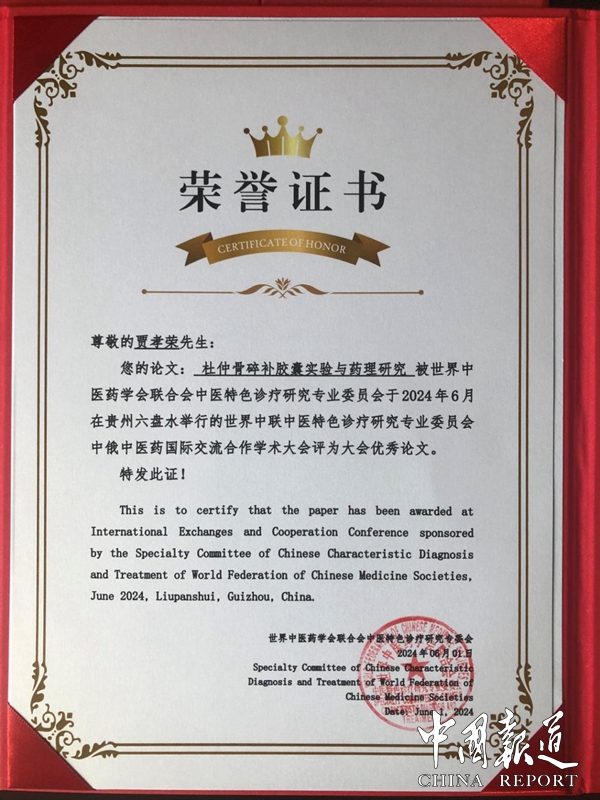 荣誉证书
CERTIFICATE OF HONOR
尊敬的贾孝荣先生：
您的论文： 杜仲骨碎补胶囊实验与药理研究 被世界中
医药学会联合会中医特色诊疗研究专业委员会于2024年6月
在贵州六盘水举行的世界中联中医特色诊疗研究专业委员会
中俄中医药国际交流合作学术大会评为大会优秀论文。
特发此证！
This is to certify that the paper has been awarded at
International Exchanges and Cooperation Conference sponsored
by the Specialty Committee of Chinese Characteristic Diagnosis
and Treatment of World Federation of Chinese Medicine Societies,
June 2024, Liupanshui, Guizhou, China.
世界中医药学会联合会中医特色诊疗研究专委会
2024年06月01日
Specialty Committee of Chinese Characteristic
Diagnosis and Treatment of World Federation of
Chinese Medicine Societies
Date: June 1, 2024
中国报道
CHINA REPORT